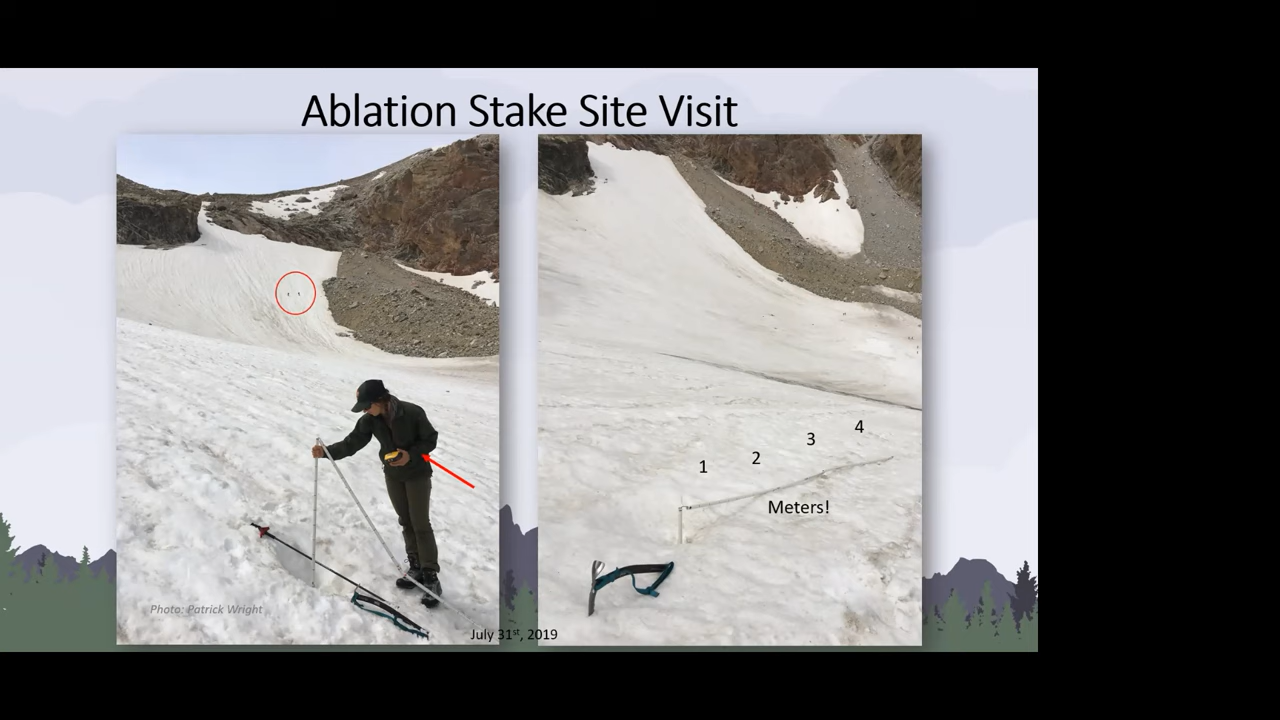 Ablation Stake Site Visit
1
2
3
4
Meters!
Photo: Patrick Wright
July 31st, 2019